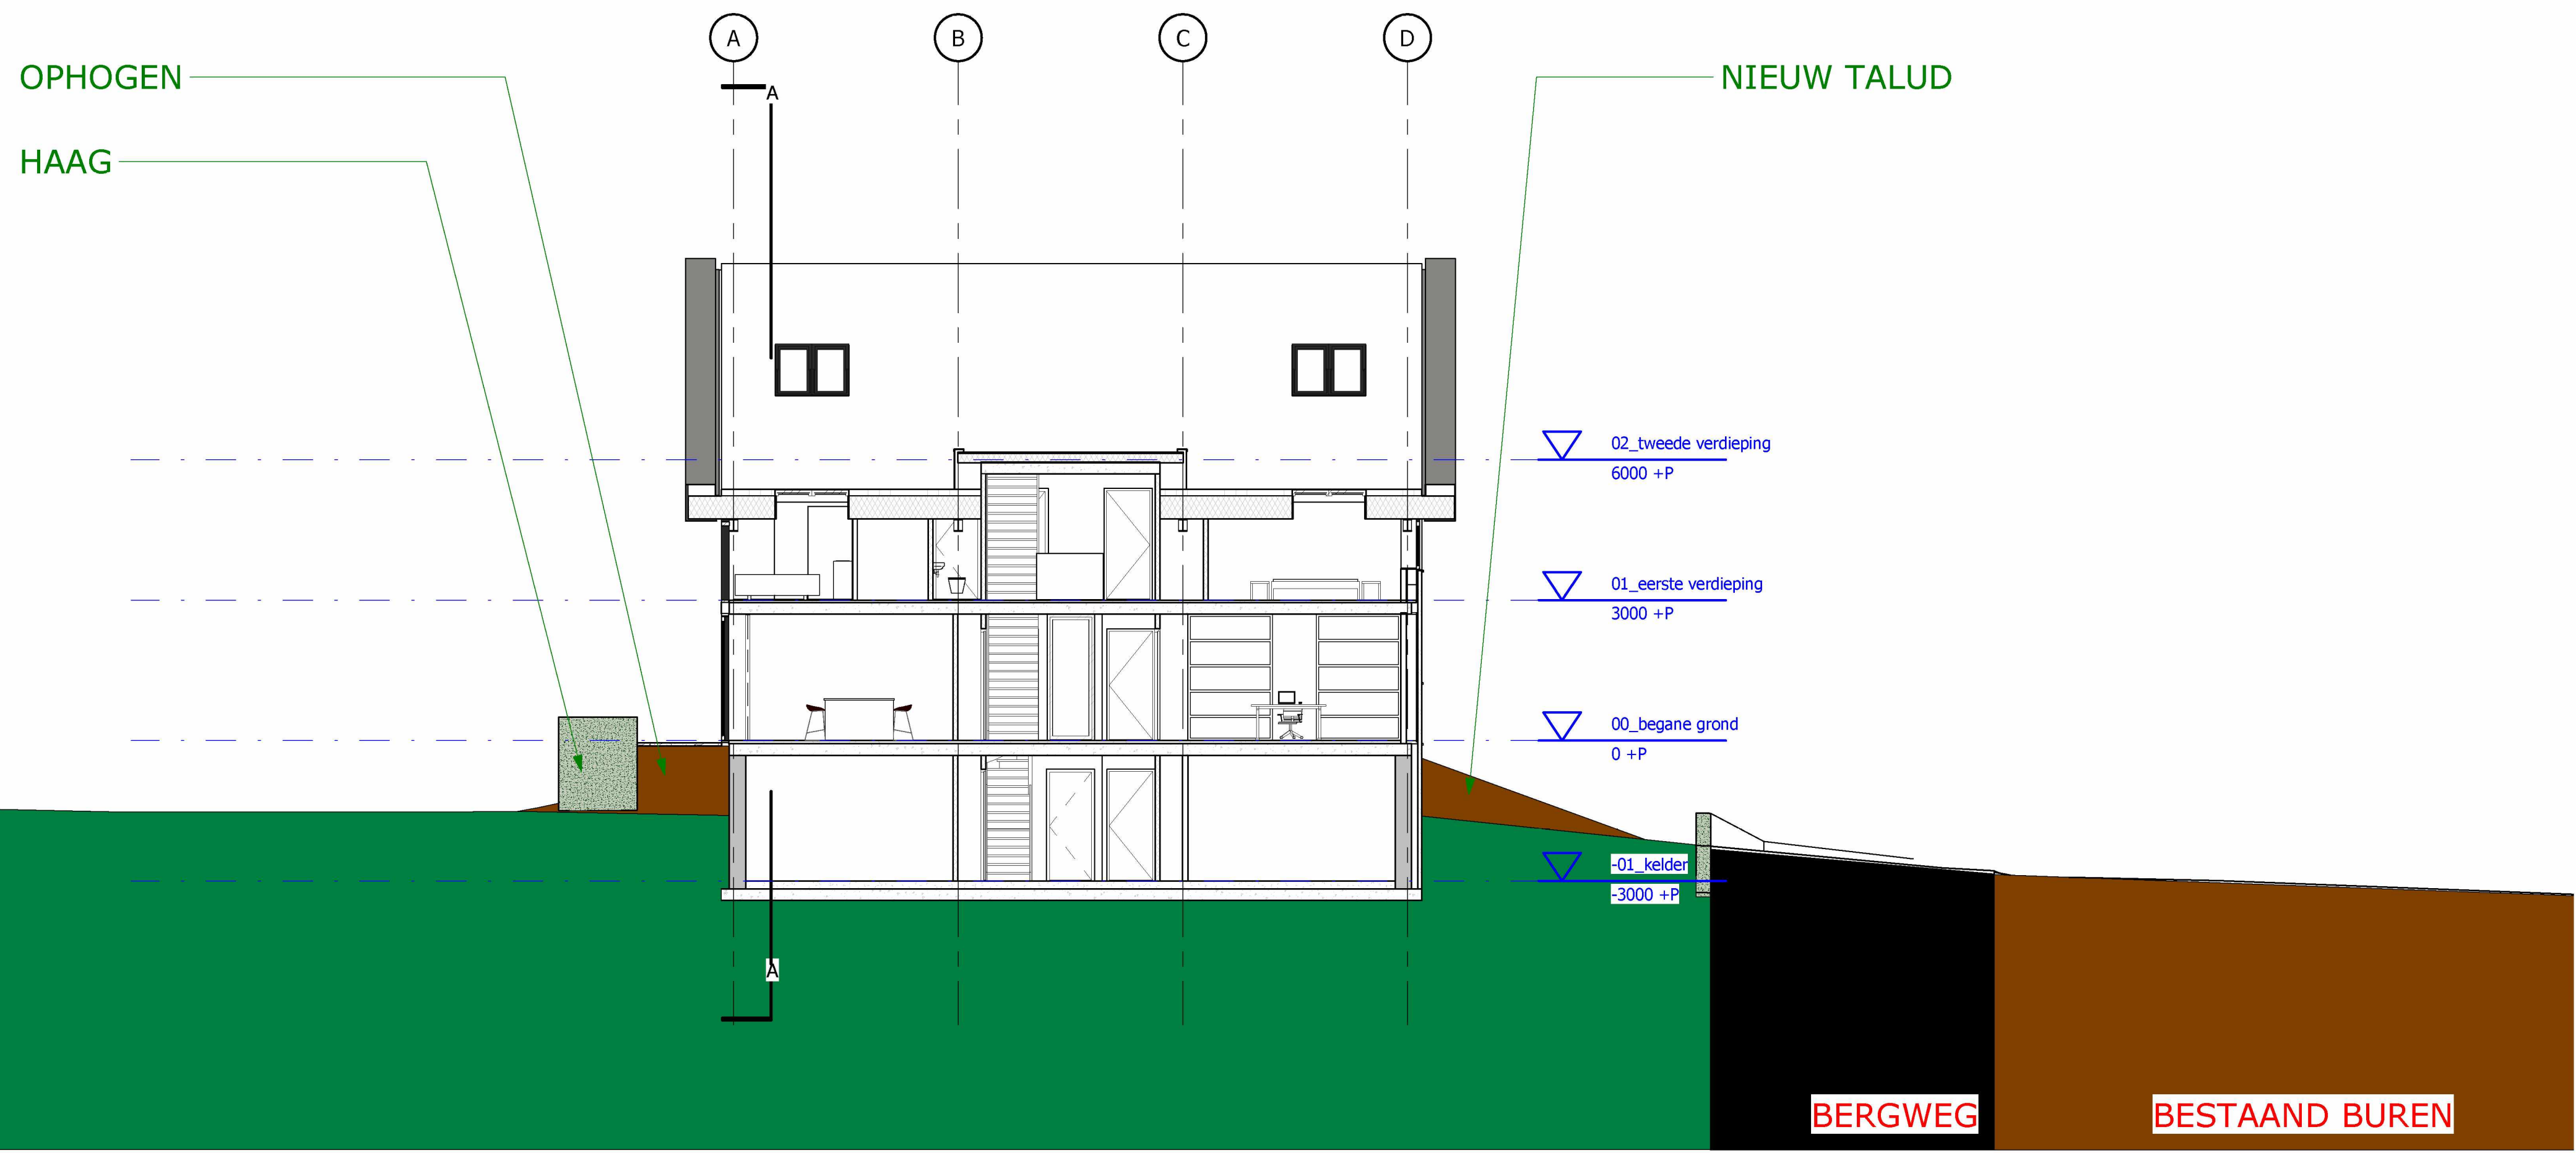 A B C D
OPHOGEN
NIEUW TALUD
A
HAAG
02_tweede verdieping
6000 +P
01_eerste verdieping
3000 +P
00_begane grond
0 +P
-01_kelder
-3000 +P
A
BERGWEG
BESTAAND BUREN